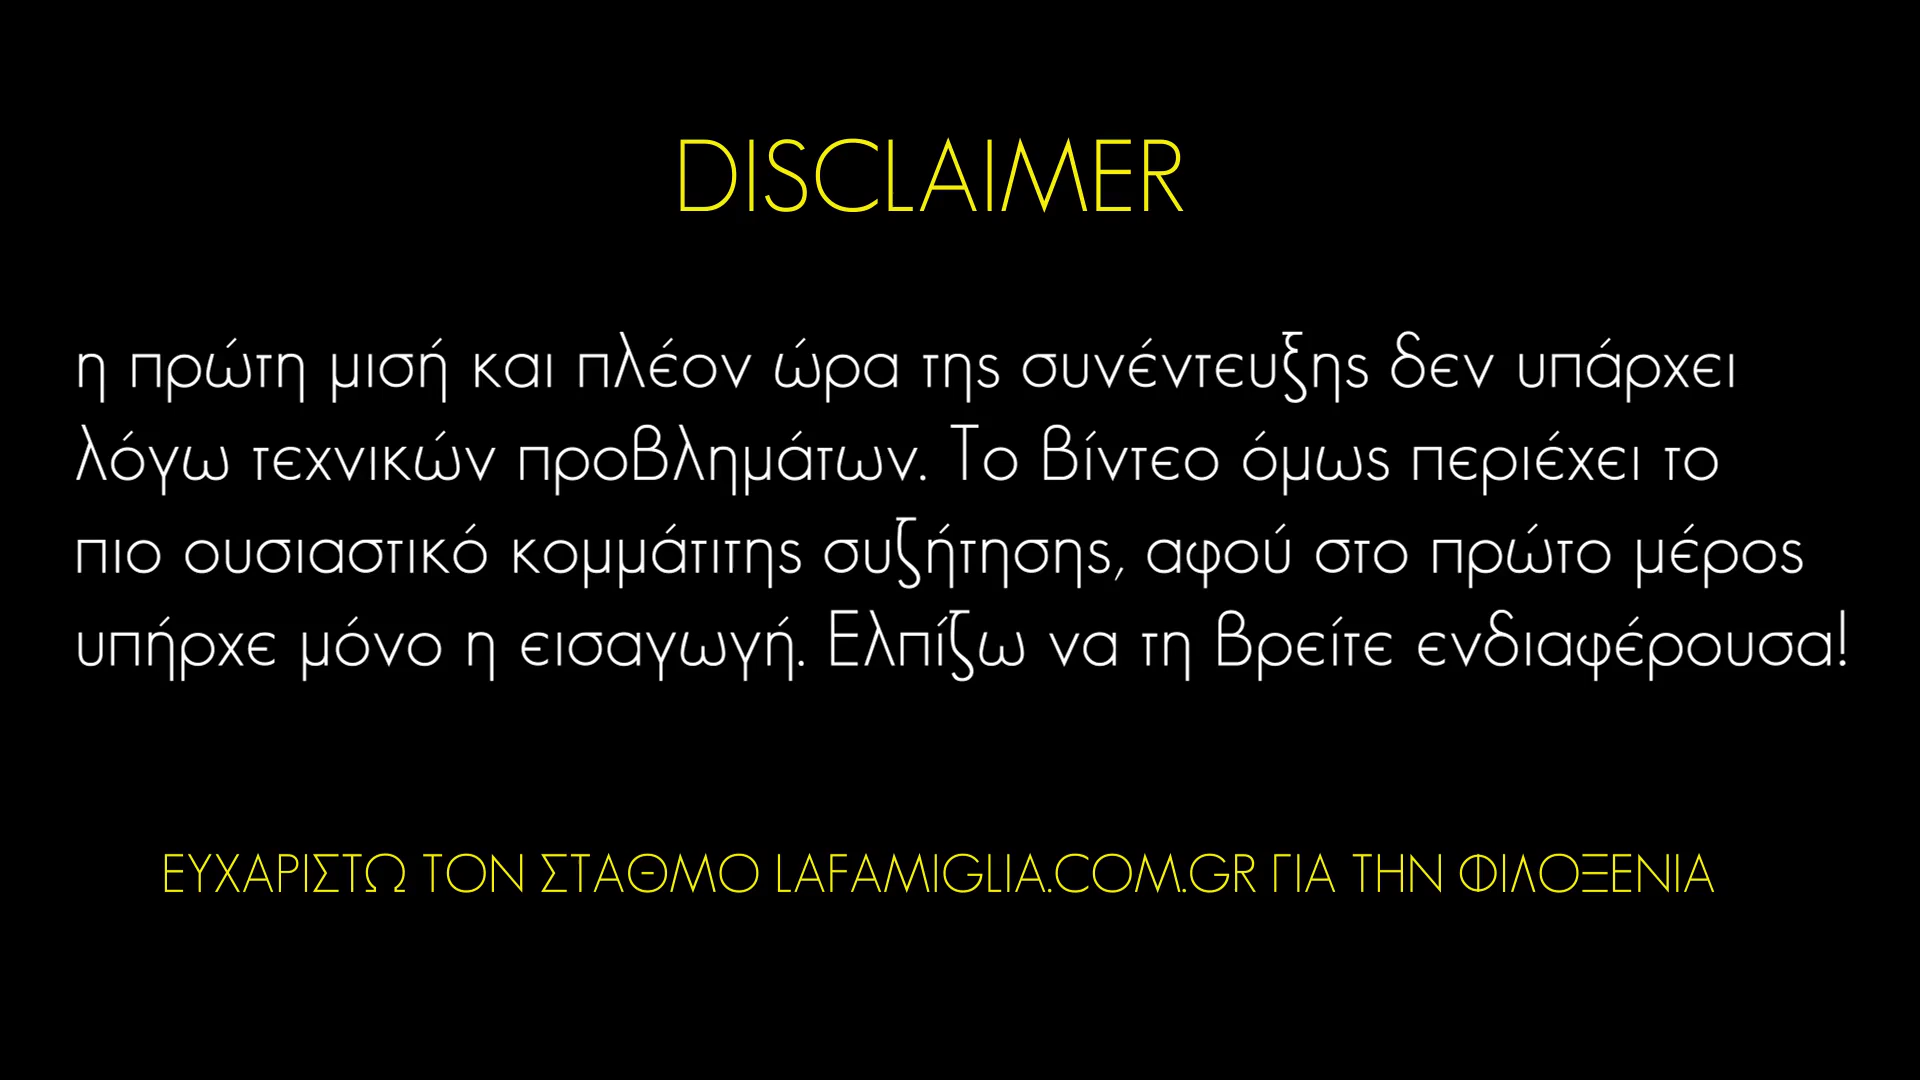 DISCLAIMER
η πρώτη μισή και πλέον ώρα της συνέντευξης δεν υπάρχει
λόγω τεχνικών προβλημάτων. Το βίντεο όμως περιέχει το
πιο ουσιαστικό κομμάτιτης συζήτησης, αφού στο πρώτο μέρος
υπήρχε μόνο η εισαγωγή. Ελπίζω να τη βρείτε ενδιαφέρουσα!
ΕΥΧΑΡΙΣΤΩ ΤΟΝ ΣΤΑΘΜΟ LAFAMIGLIA.COM.GR ΓΙΑ ΤΗΝ ΦΙΛΟΞΕΝΙΑ